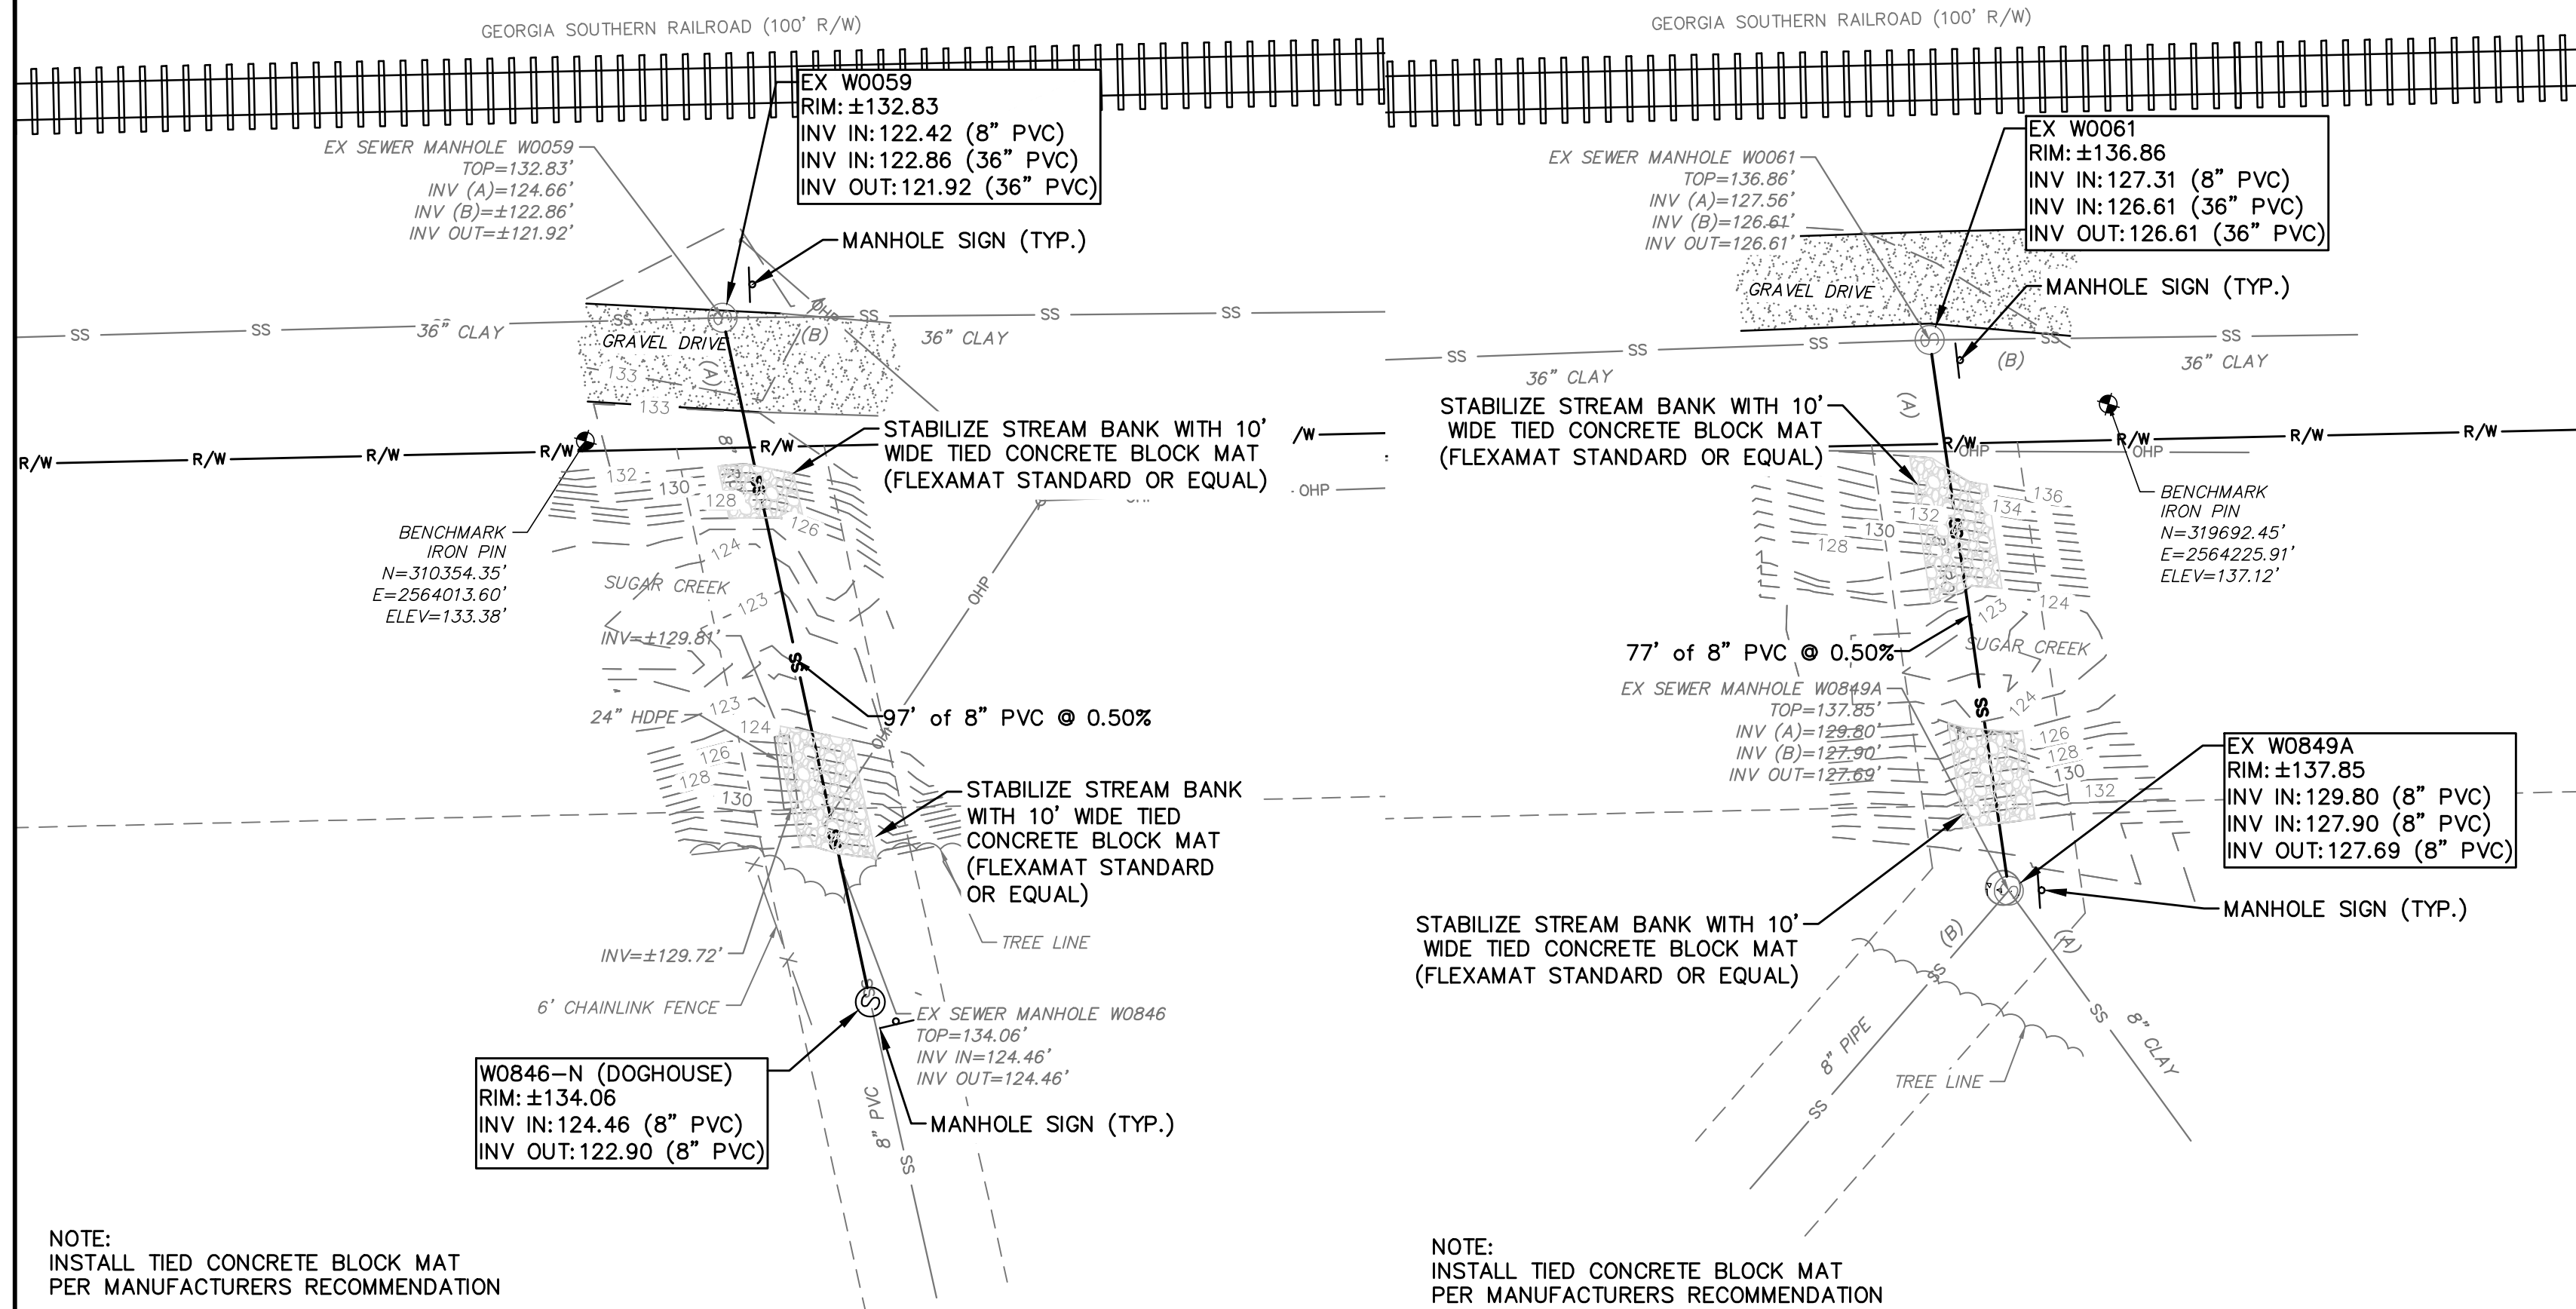 GEORGIA SOUTHERN RAILROAD (100' R/W)
EX W0059
RIM: ±132.83
INV IN: 122.42 (8" PVC)
INV IN: 122.86 (36" PVC)
INV OUT: 121.92 (36" PVC)
EX SEWER MANHOLE W0059
TOP=132.83'
INV (A)=124.66'
INV (B)=±122.86'
INV OUT=±121.92'
MANHOLE SIGN (TYP.)
OHP
SS
SS
36" CLAY
SS
SS
(B)
36" CLAY
SS
SS
GRAVEL DRIVE
(A)
133
133
8"
STABILIZE STREAM BANK WITH 10'
WIDE TIED CONCRETE BLOCK MAT
(FLEXAMAT STANDARD OR EQUAL)
R/W
R/W
R/W
R/W
R/W
/W
132
130
128
126
124
123
OHP
OHP
BENCHMARK
IRON PIN
N=310354.35'
E=2564013.60'
ELEV=133.38'
SUGAR CREEK
INV=±129.81'
SS
OHP
97' of 8" PVC @ 0.50%
24" HDPE
123
124
126
128
130
STABILIZE STREAM BANK
WITH 10' WIDE TIED
CONCRETE BLOCK MAT
(FLEXAMAT STANDARD
OR EQUAL)
TREE LINE
INV=±129.72'
6' CHAINLINK FENCE
EX SEWER MANHOLE W0846
TOP=134.06'
INV IN=124.46'
INV OUT=124.46'
W0846-N (DOGHOUSE)
RIM: ±134.06
INV IN: 124.46 (8" PVC)
INV OUT: 122.90 (8" PVC)
MANHOLE SIGN (TYP.)
8" PVC
SS
NOTE:
INSTALL TIED CONCRETE BLOCK MAT
PER MANUFACTURERS RECOMMENDATION
GEORGIA SOUTHERN RAILROAD (100' R/W)
EX W0061
RIM: ±136.86
INV IN: 127.31 (8" PVC)
INV IN: 126.61 (36" PVC)
INV OUT: 126.61 (36" PVC)
EX SEWER MANHOLE W0061
TOP=136.86'
INV (A)=127.56'
INV (B)=126.61'
INV OUT=126.61'
GRAVEL DRIVE
MANHOLE SIGN (TYP.)
SS
SS
SS
SS
SS
36" CLAY
(B)
36" CLAY
(A)
STABILIZE STREAM BANK WITH 10'
WIDE TIED CONCRETE BLOCK MAT
(FLEXAMAT STANDARD OR EQUAL)
R/W
R/W
R/W
R/W
OHP
OHP
BENCHMARK
IRON PIN
N=319692.45'
E=2564225.91'
ELEV=137.12'
136
134
132
130
128
124
123
SUGAR CREEK
77' of 8" PVC @ 0.50%
EX SEWER MANHOLE W0849A
TOP=137.85'
INV (A)=129.80'
INV (B)=127.90'
INV OUT=127.69'
SS
124
126
128
130
132
EX W0849A
RIM: ±137.85
INV IN: 129.80 (8" PVC)
INV IN: 127.90 (8" PVC)
INV OUT: 127.69 (8" PVC)
MANHOLE SIGN (TYP.)
STABILIZE STREAM BANK WITH 10'
WIDE TIED CONCRETE BLOCK MAT
(FLEXAMAT STANDARD OR EQUAL)
(B)
(A)
SS
SS
8" PIPE
8" CLAY
SS
TREE LINE
NOTE:
INSTALL TIED CONCRETE BLOCK MAT
PER MANUFACTURERS RECOMMENDATION